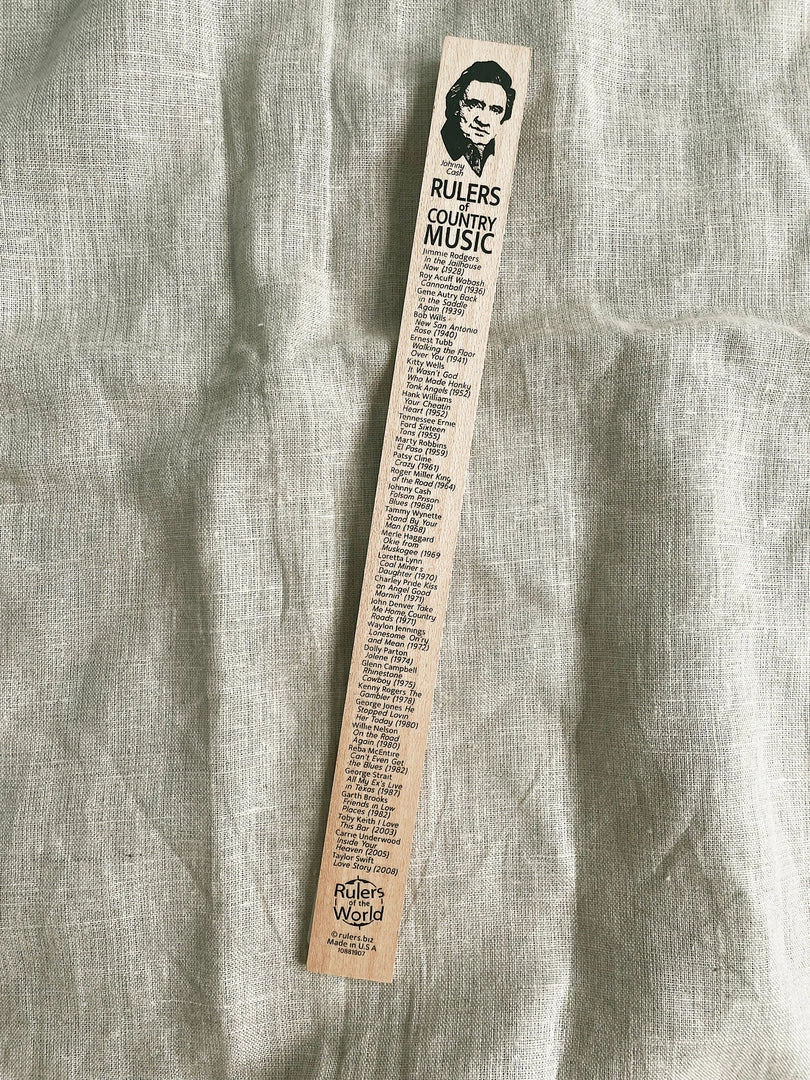 Johnny
Cash
RULERS
of
COUNTRY
MUSIC
Jimmie Rodgers
In the Jailhouse
Now (1928)
Roy Acuff Wabash
Cannonball (1936)
Gene Autry Back
in the Saddle
Again (1939)
Bob Wills
New San Antonio
Rose (1940)
Ernest Tubb
Walking the Floor
Over You (1941)
Kitty Wells
It Wasn't God
Who Made Honky
Tonk Angels (1952)
Hank Williams
Your Cheatin
Heart (1952)
Tennessee Ernie
Ford Sixteen
Tons (1955)
Marty Robbins
El Paso (1959)
Patsy Cline
Crazy (1961)
Roger Miller King
of the Road (1964)
Johnny Cash
Folsom Prison
Blues (1968)
Tammy Wynette
Stand By Your
Man (1968)
Merle Haggard
Okie from
Muskogee (1969
Loretta Lynn
Coal Miner s
Daughter (1970)
Charley Pride Kiss
an Angel Good
Mornin' (1971)
John Denver Take
Me Home Country
Roads (1971)
Waylon Jennings
Lonesome On'ry
and Mean (1972)
Dolly Parton
Jolene (1974)
Glenn Campbell
Rhinestone
Cowboy (1975)
Kenny Rogers The
Gambler (1978)
George Jones He
Stopped Lovin
Her Today (1980)
Willie Nelson
On the Road
Again (1980)
Reba McEntire
Can't Even Get
the Blues (1982)
George Strait
All My Ex's Live
in Texas (1987)
Garth Brooks
Friends in Low
Places (1982)
Toby Keith I Love
This Bar (2003)
Carrie Underwood
Inside Your
Heaven (2005)
Taylor Swift
Love Story (2008)
Rulers
of the
World
© rulers.biz
Made in U.S A
10881907